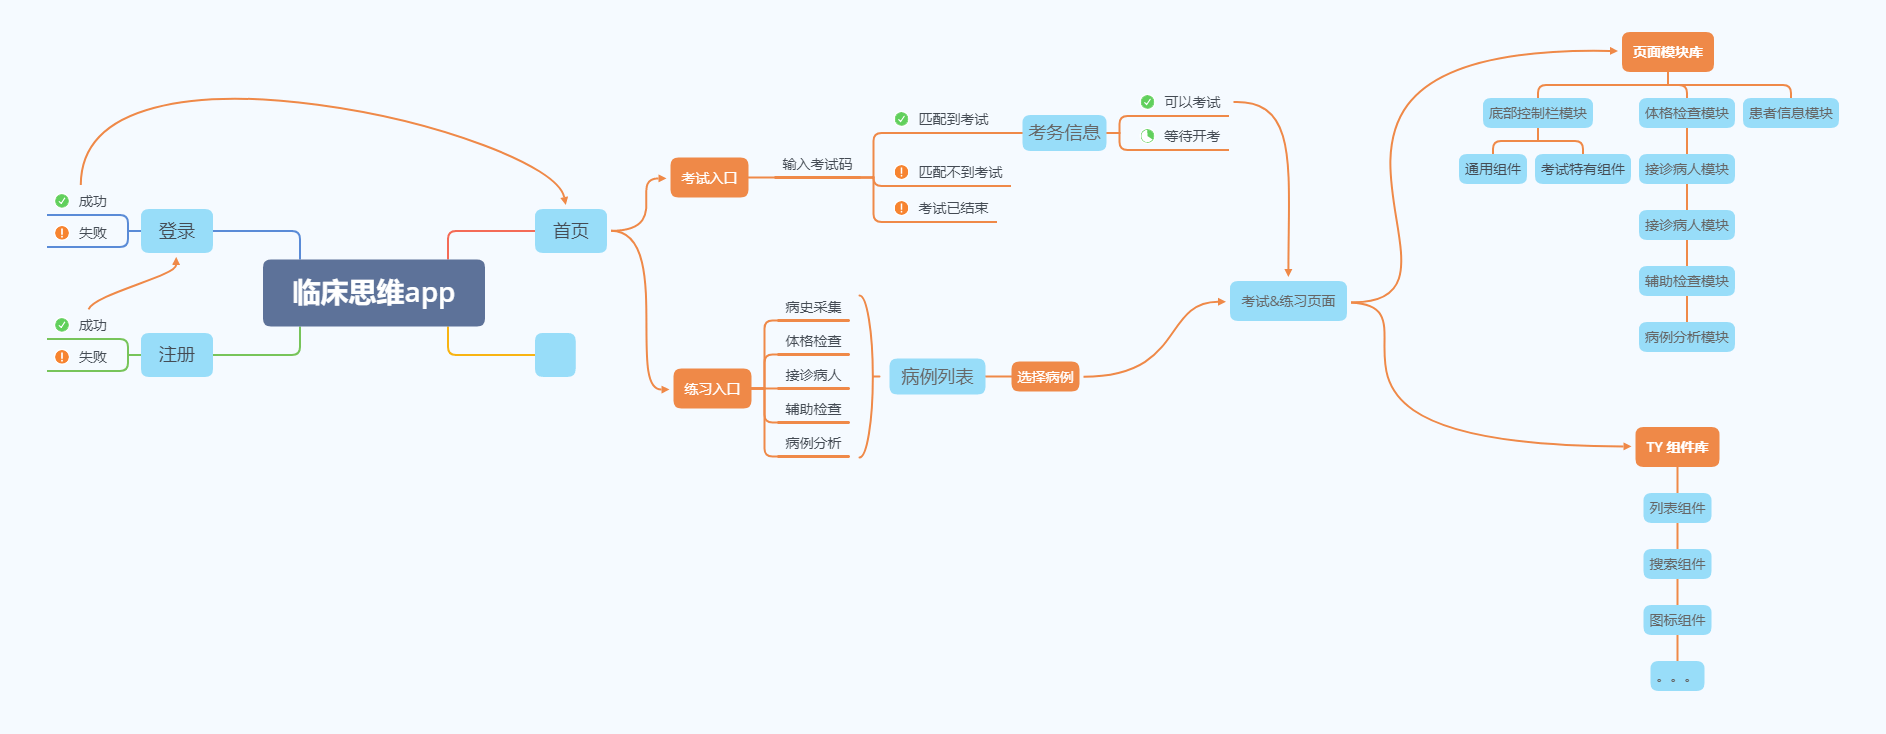 临床思维app
登录
成功
失败
注册
成功
失败
首页
考试入口
输入考试码
匹配到考试
考务信息
可以考试
等待开考
匹配不到考试
考试已结束
练习入口
病史采集
体格检查
接诊病人
辅助检查
病例分析
病例列表
选择病例
考试&练习页面
页面模块库
底部控制栏模块
通用组件
考试特有组件
体格检查模块
接诊病人模块
接诊病人模块
辅助检查模块
病例分析模块
患者信息模块
TY 组件库
列表组件
搜索组件
图标组件
。。。